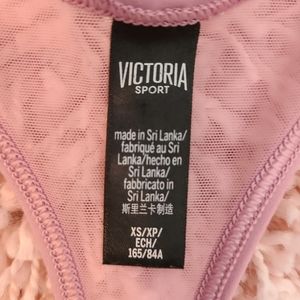 VICTORIA
SPORT
made in Sri Lanka/
fabriqué au Sri
Lanka/hecho en
Sri Lanka/
fabbricato in
Sri Lanka/
斯里兰卡制造
XS/XP/
ECH/
165/84A